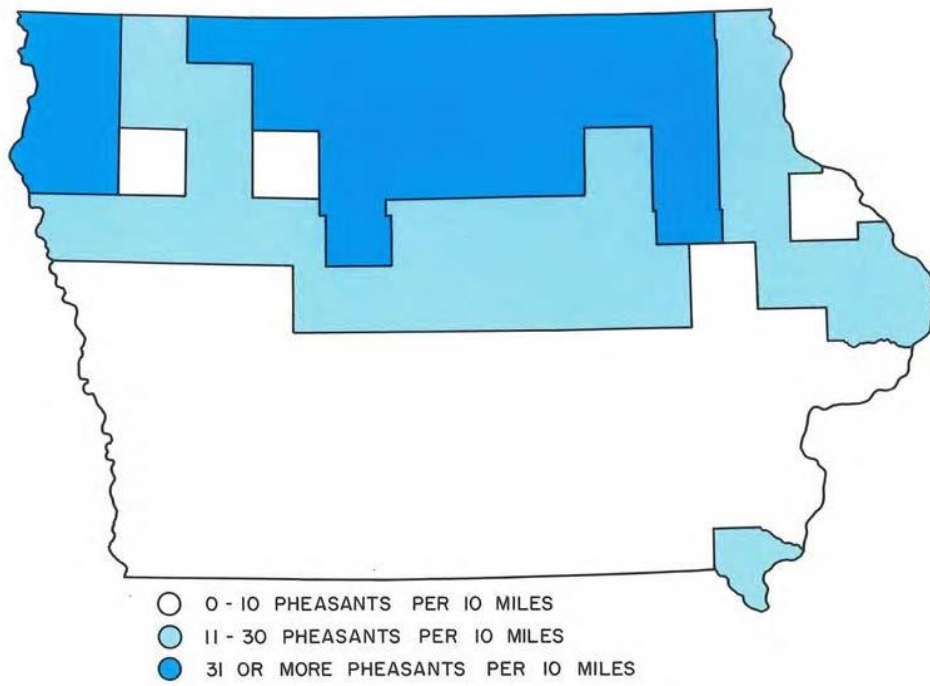 0 - 10 PHEASANTS PER 10 MILES
11 - 30 PHEASANTS PER 10 MILES
31 OR MORE PHEASANTS PER 10 MILES